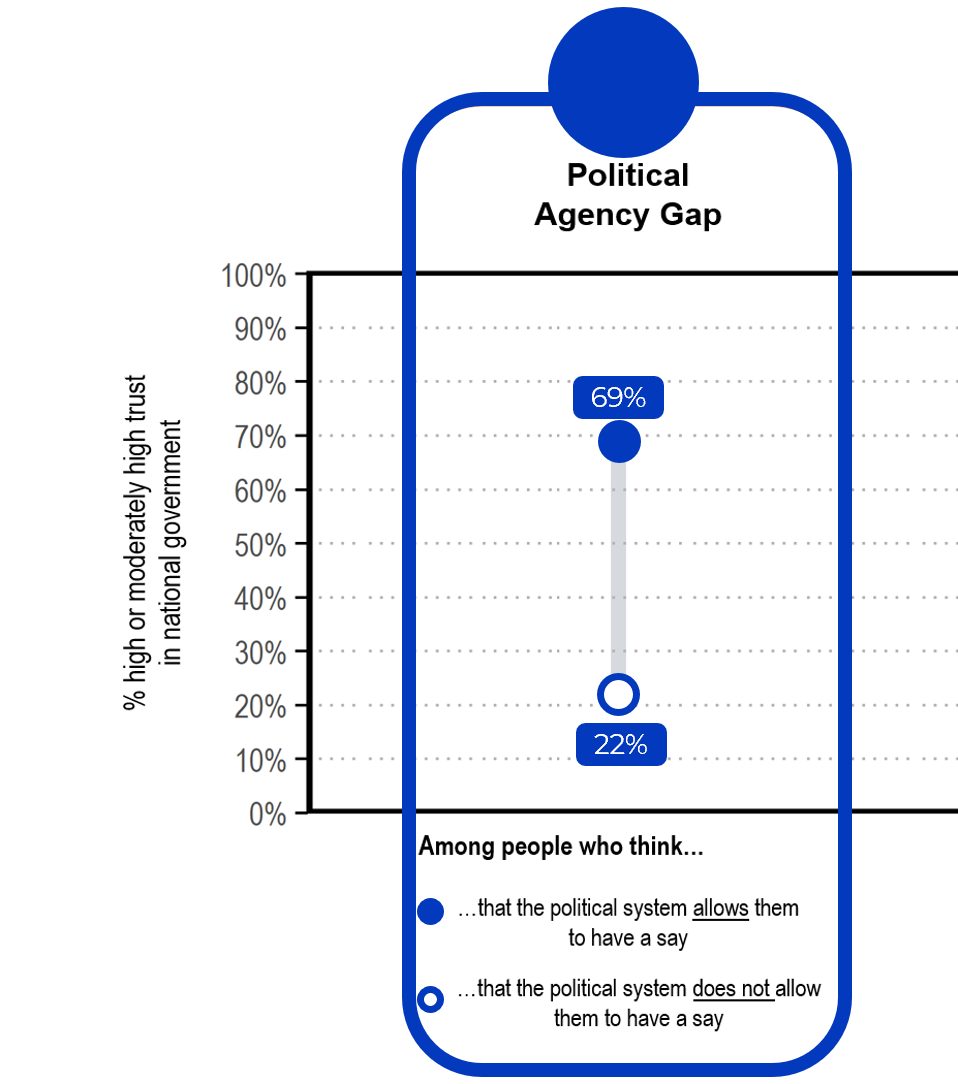 Political
Agency Gap
100%
90%
80%
70%
60%
50%
40%
30%
20%
10%
0%
% high or moderately high trust
in national government
69%
22%
Among people who think…
…that the political system allows them
to have a say
…that the political system does not allow
them to have a say